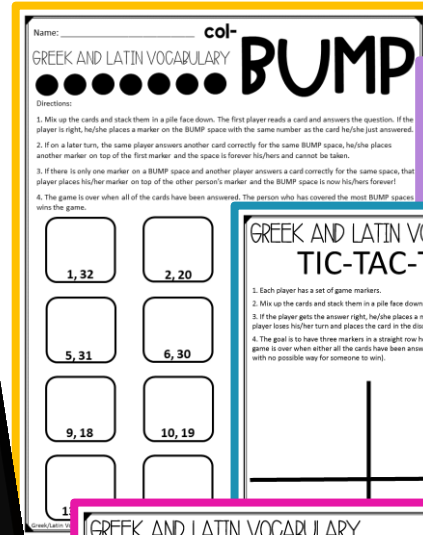 Name:
col-
GREEK AND LATIN VOCABULARY
BUMP
Directions:
1. Mix up the cards and stack them in a pile face down. The first player reads a card and answers the question. If the
player is right, he/she places a marker on the BUMP space with the same number as the card he/she just answered.
2. If on a later turn, the same player answers another card correctly for the same BUMP space, he/she places
another marker on top of the first marker and the space is forever his/hers and cannot be taken.
3. If there is only one marker on a BUMP space and another player answers a card correctly for the same space, that
player places his/her marker on top of the other person's marker and the BUMP space is now his/hers forever!
4. The game is over when all of the cards have been answered. The person who has covered the most BUMP spaces
wins the game.
1, 32
2, 20
5, 31
6, 30
9, 18
10, 19
Greek/Latin
GREEK AND LATIN
TIC-TAC-
1. Each player has a set of game markers.
2. Mix up the cards and stack them in a pile face down
3. If the player gets the answer right, he/she places a
player loses his/her turn and places the card in the
4. The goal is to have three markers in a straight row
game is over when either all the cards have been
with no possible way for someone to win).
GREEK AND LATIN VOCABULARY